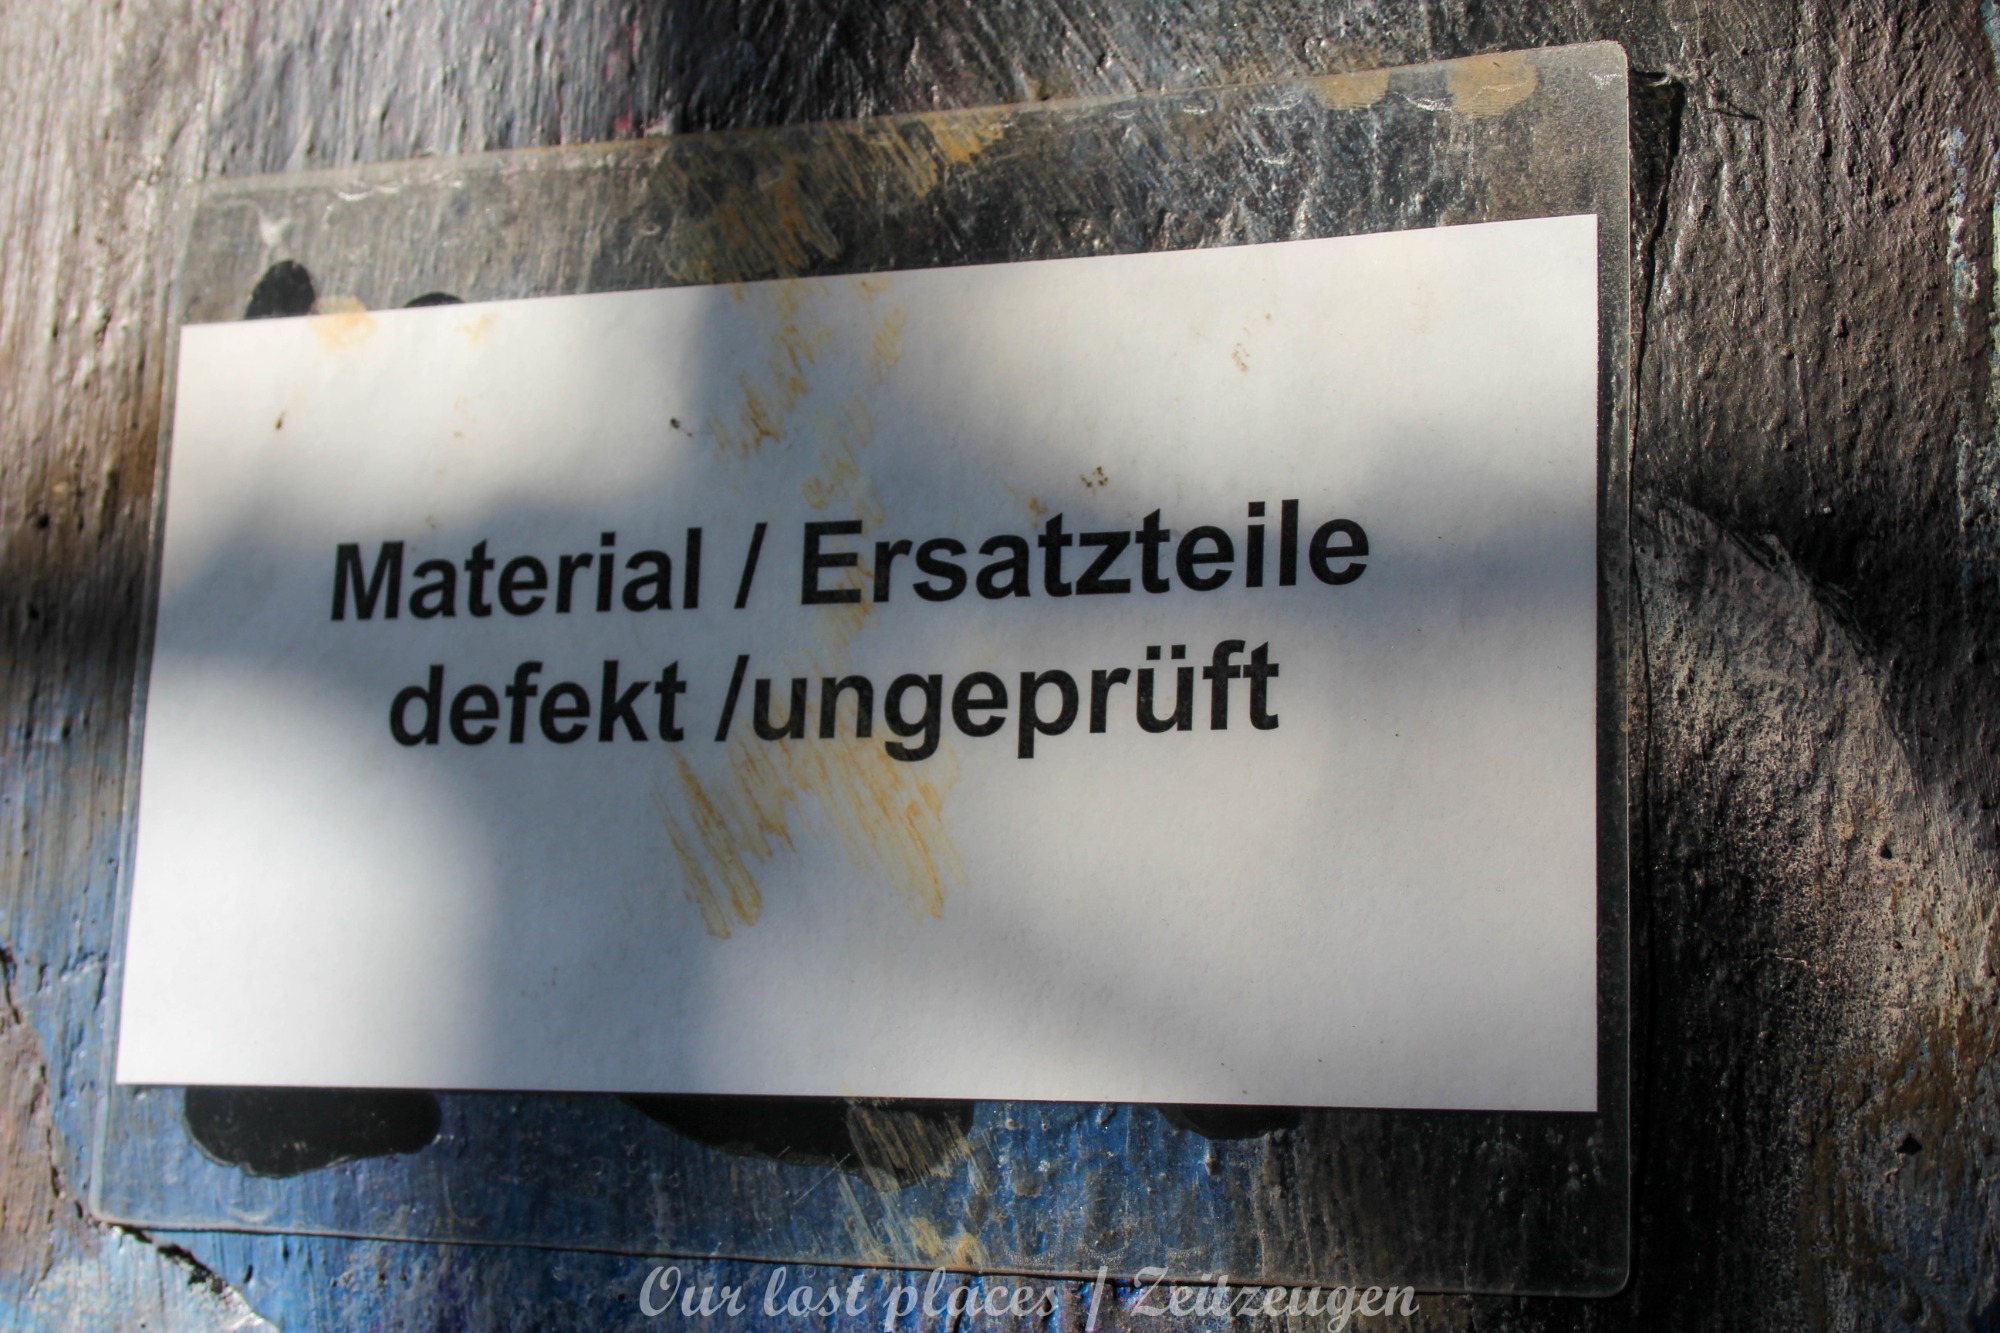 Material / Ersatzteile
defekt /ungeprüft
Our lost places | Zeitzeugen